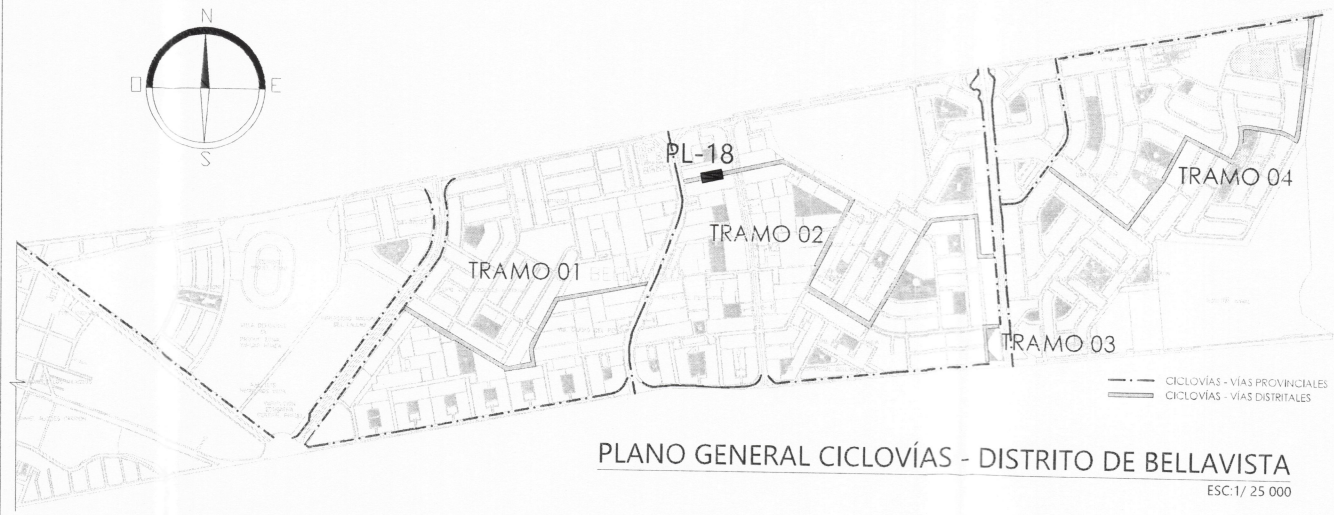 N
O
E
S
PL-18
TRAMO 04
TRAMO 02
TRAMO 01
TRAMO 03
CICLOVÍAS - VÍAS PROVINCIALES
CICLOVÍAS - VÍAS DISTRITALES
PLANO GENERAL CICLOVÍAS - DISTRITO DE BELLAVISTA
ESC:1/ 25 000